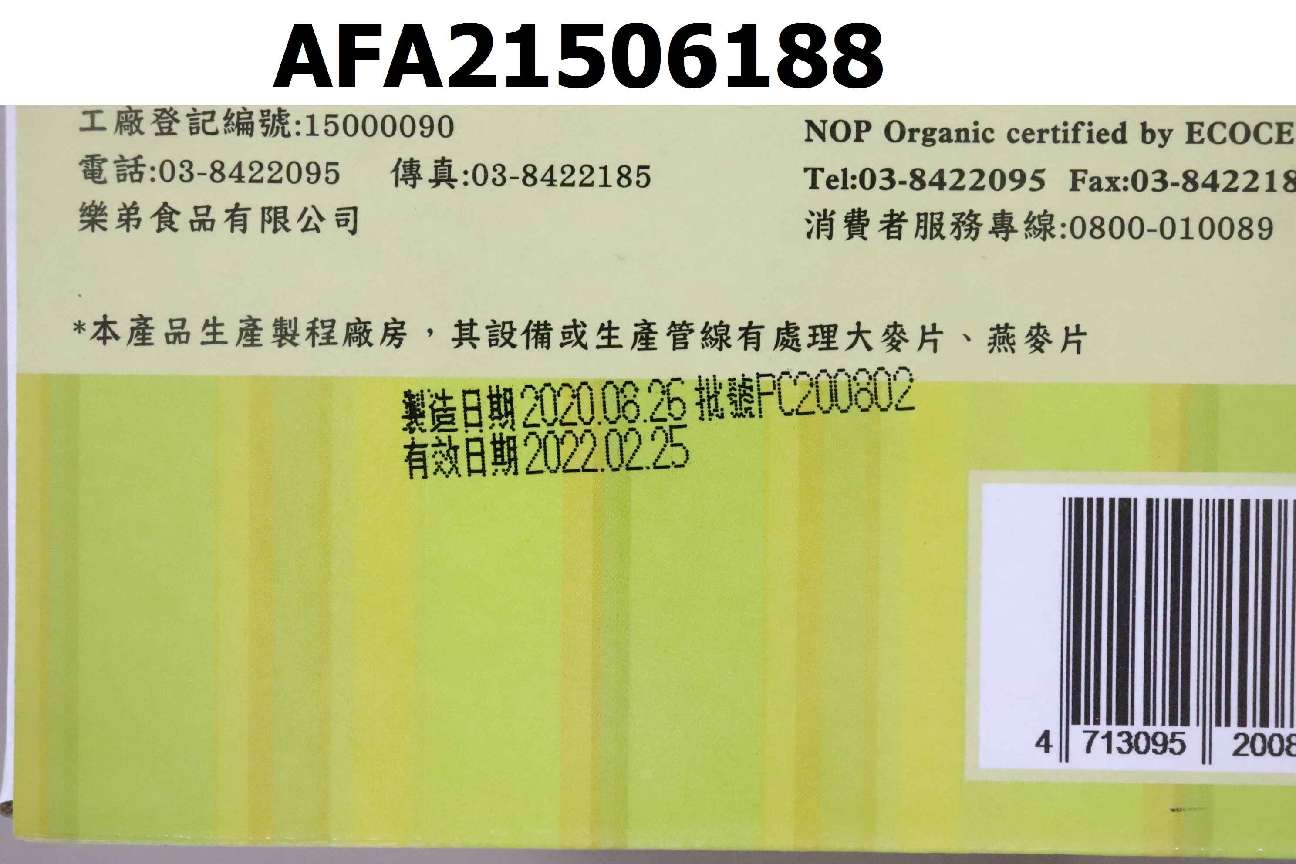 AFA21506188
工廠登記編號:15000090
電話:03-8422095 傳真:03-8422185
樂弟食品有限公司
NOP Organic certified by ECOCE
Tel:03-8422095 Fax:03-842218
消費者服務專線:0800-010089
*本產品生產製程廠房，其設備或生產管線有處理大麥片、燕麥片
製造日期2020.08.26 批號PC200802
有效日期2022.02.25
4 713095 2008